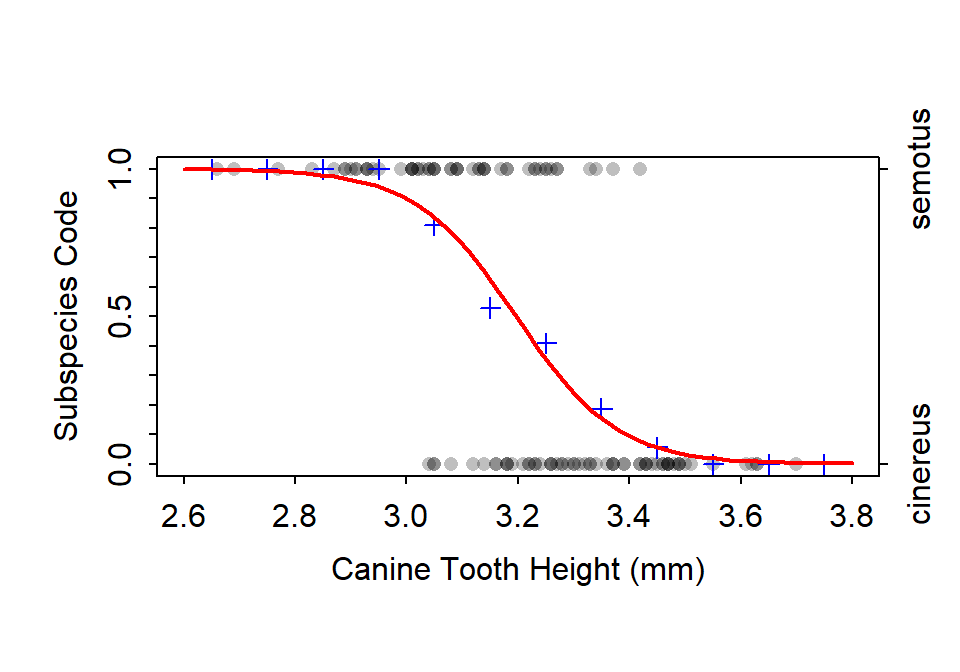 1.0
0.5
0.0
Subspecies Code
semotus
cinereus
2.6 2.8 3.0 3.2 3.4 3.6 3.8
Canine Tooth Height (mm)